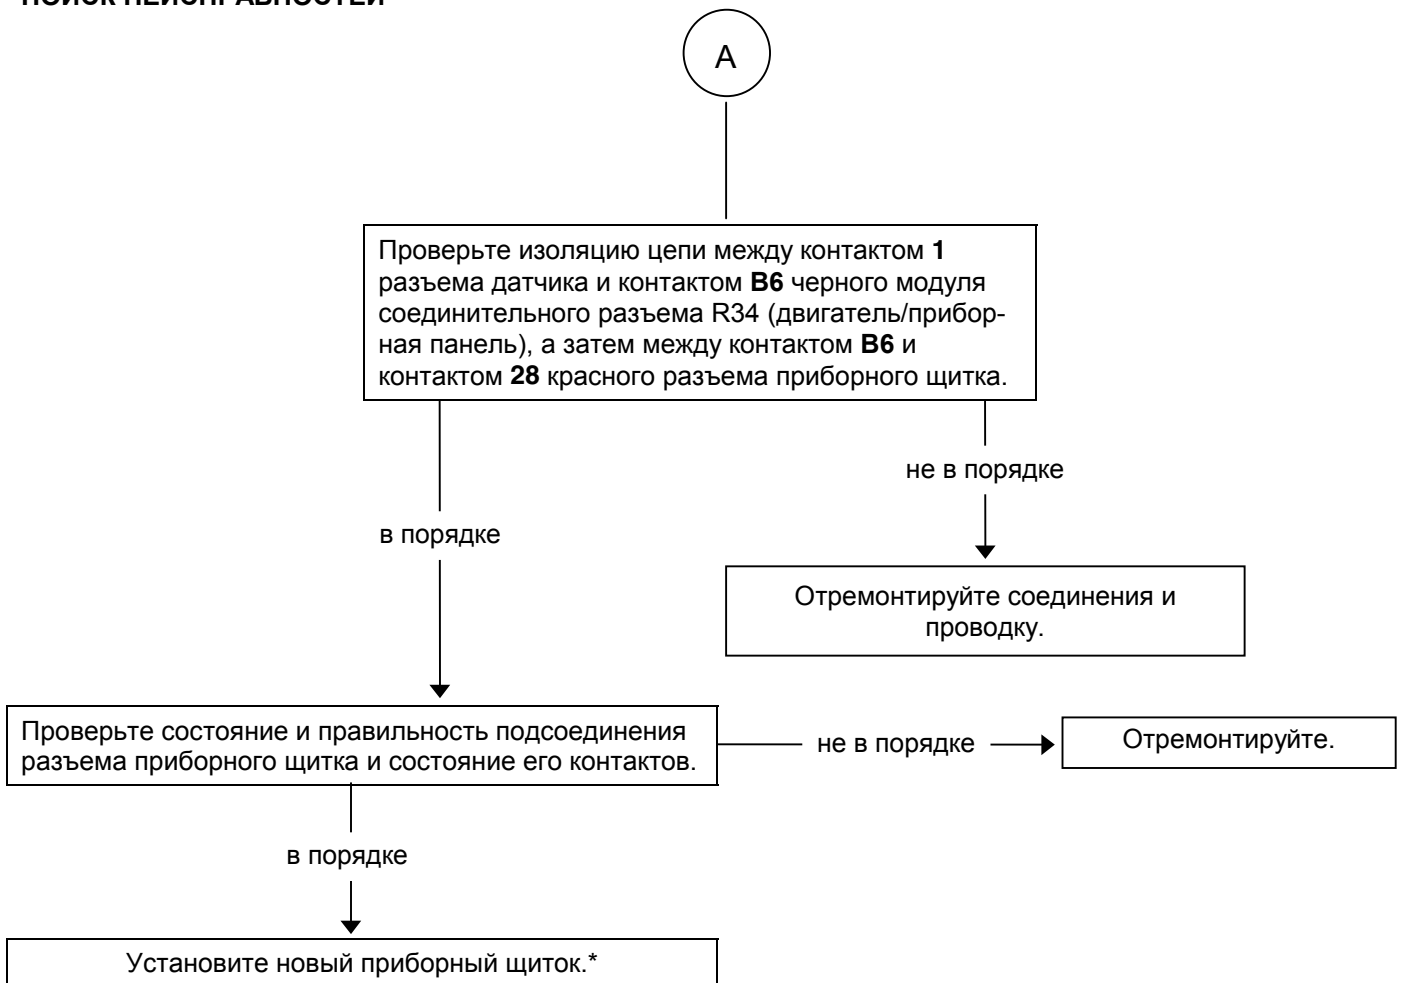 ПОИСК НЕИСПРАВНОСТЕЙ
A
Проверьте изоляцию цепи между контактом 1
разъема датчика и контактом B6 черного модуля
соединительного разъема R34 (двигатель/прибор-
ная панель), а затем между контактом B6 и
контактом 28 красного разъема приборного щитка.
не в порядке
в порядке
Отремонтируйте соединения и
проводку.
Проверьте состояние и правильность подсоединения
разъема приборного щитка и состояние его контактов.
не в порядке
Отремонтируйте.
в порядке
Установите новый приборный щиток.*